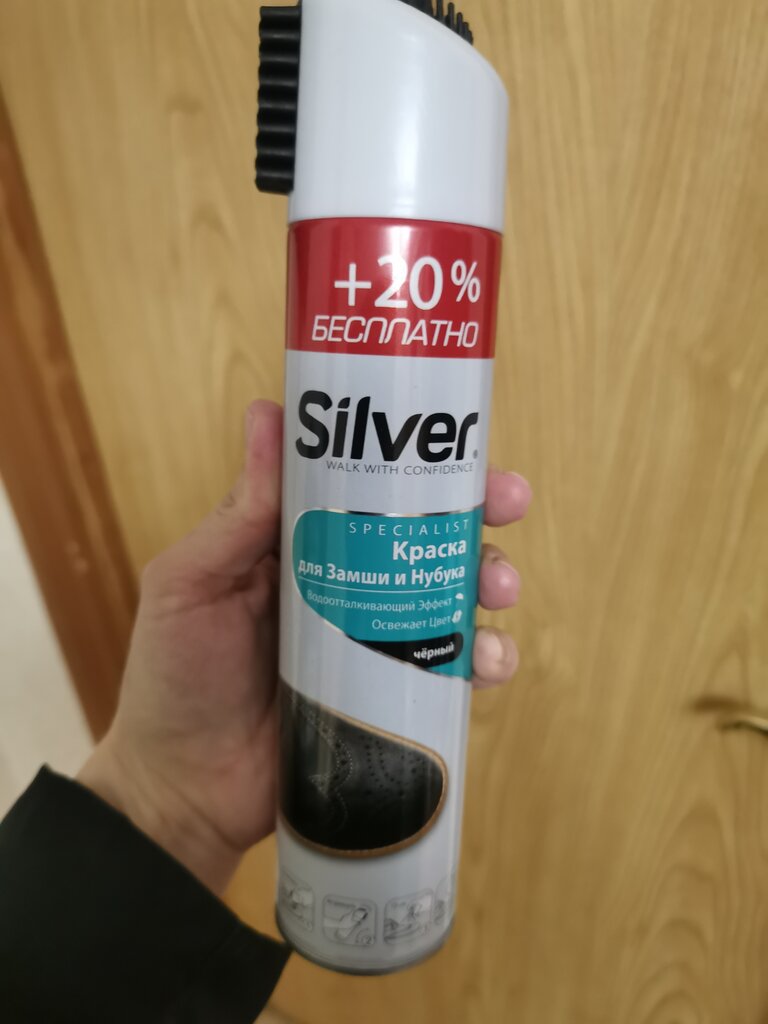 +20%
БЕСПЛАТНО
Silver
WALK WITH CONFIDENCE
SPECIALIST
Краска
для Замши и Нубука
Водоотталкивающий Эффект
Освежает Цвет
чёрный